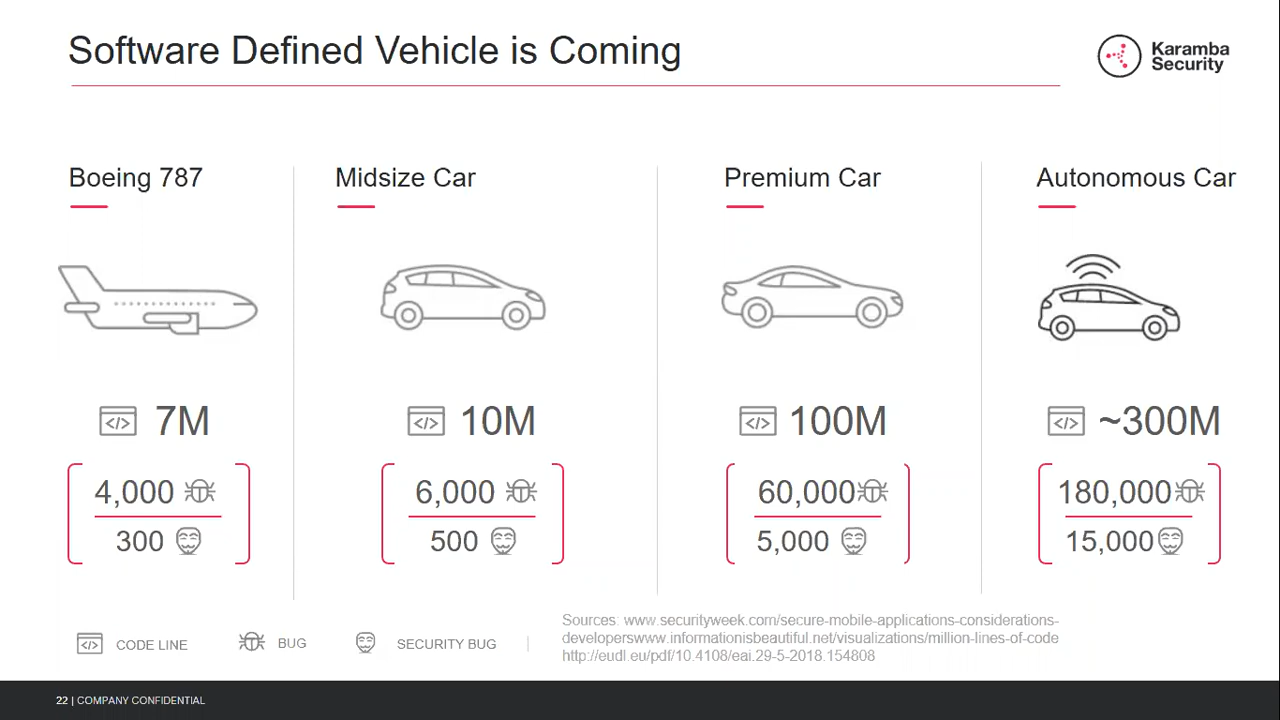 Software Defined Vehicle is Coming
Karamba
Security
Boeing 787
Midsize Car
Premium Car
Autonomous Car
</> 7M
</> 10M
</> 100M
</> ~300M
4,000
300
6,000
500
60,000
5,000
180,000
15,000
</> CODE LINE
BUG
SECURITY BUG
Sources: www.securityweek.com/secure-mobile-applications-considerations-
developerswww.informationisbeautiful.net/visualizations/million-lines-of-code
http://eudl.eu/pdf/10.4108/eai.29-5-2018.154808
22 | COMPANY CONFIDENTIAL